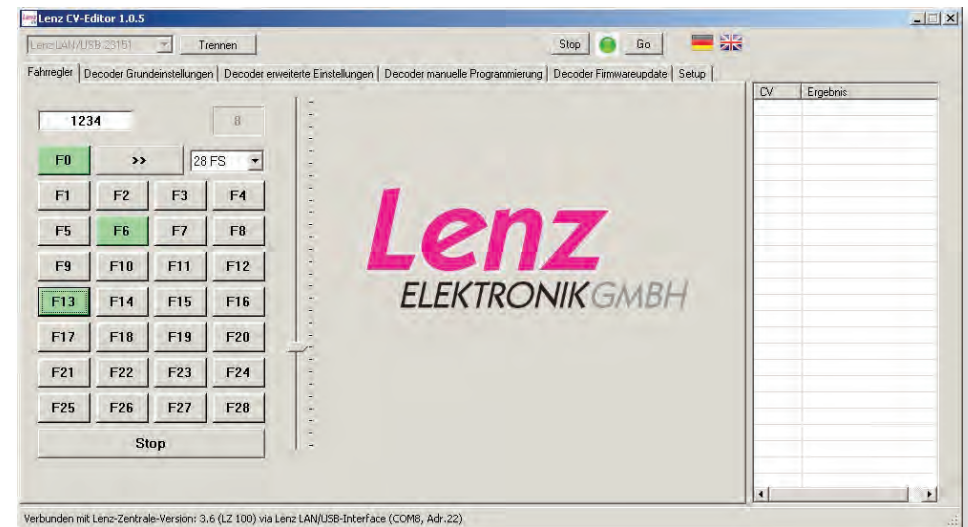 Lenz CV-Editor 1.0.5
LenzLAN/USB 23151 Trennen Stop Go
Fahrregler Decoder Grundeinstellungen Decoder erweiterte Einstellungen Decoder manuelle Programmierung Decoder Firmwareupdate Setup
CV Ergebnis
1234 8
F0 >> 28 FS
F1 F2 F3 F4
F5 F6 F7 F8
F9 F10 F11 F12
F13 F14 F15 F16
F17 F18 F19 F20
F21 F22 F23 F24
F25 F26 F27 F28
Stop
Lenz
ELEKTRONIK GMBH
Verbunden mit Lenz-Zentrale-Version: 3.6 (LZ 100) via Lenz LAN/USB-Interface (COM8, Adr.22)